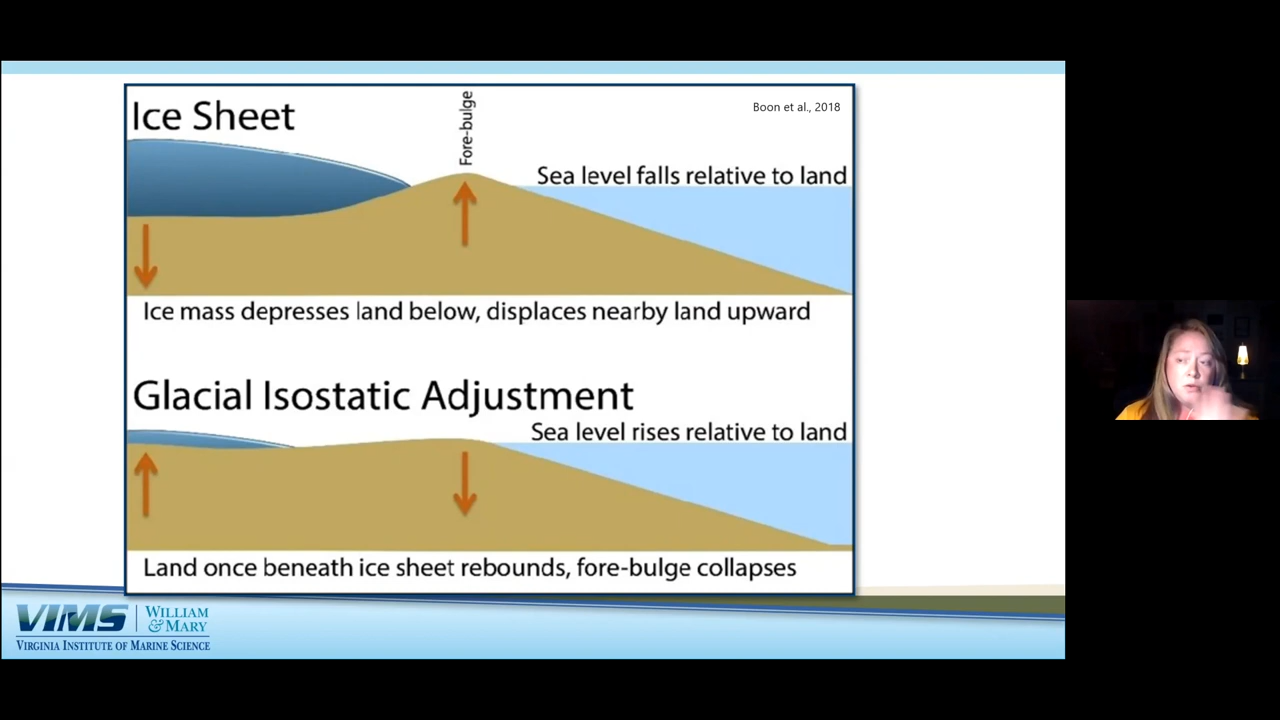 Ice Sheet
Fore-bulge
Boon et al., 2018
Sea level falls relative to land
Ice mass depresses land below, displaces nearby land upward
Glacial Isostatic Adjustment
Sea level rises relative to land
Land once beneath ice sheet rebounds, fore-bulge collapses
VIMS
WILLIAM
& MARY
VIRGINIA INSTITUTE OF MARINE SCIENCE